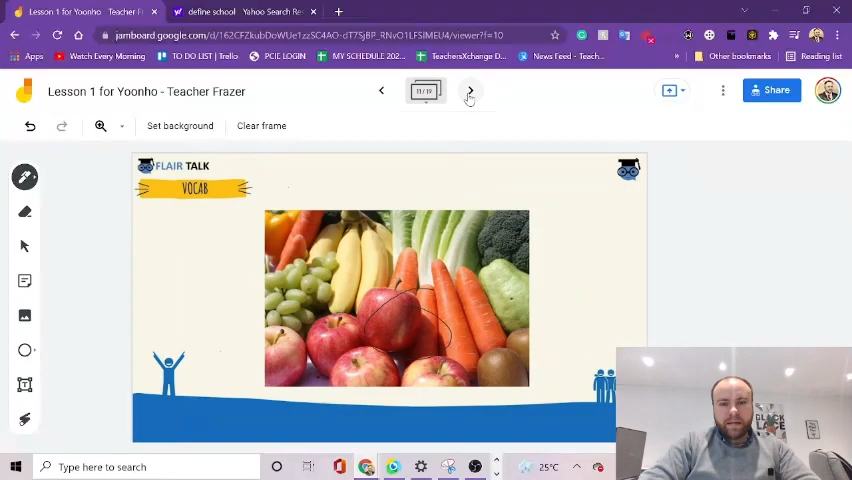 Lesson 1 for Yoonho - Teacher Fr
define school - Yahoo Search Re
jamboard.google.com/d/162CFZkubDoWUe1zzSC4AO-dT7SjBP_RNvO1LFSIMEU4/viewer?f=10
Apps
Watch Every Morning
TO DO LIST | Trello
PCIE LOGIN
MY SCHEDULE 202...
TeachersXchange D...
News Feed - Teach...
»
Other bookmarks
Reading list
Lesson 1 for Yoonho - Teacher Frazer
11 / 19
Share
Set background
Clear frame
FLAIR TALK
VOCAB
Type here to search
25°C